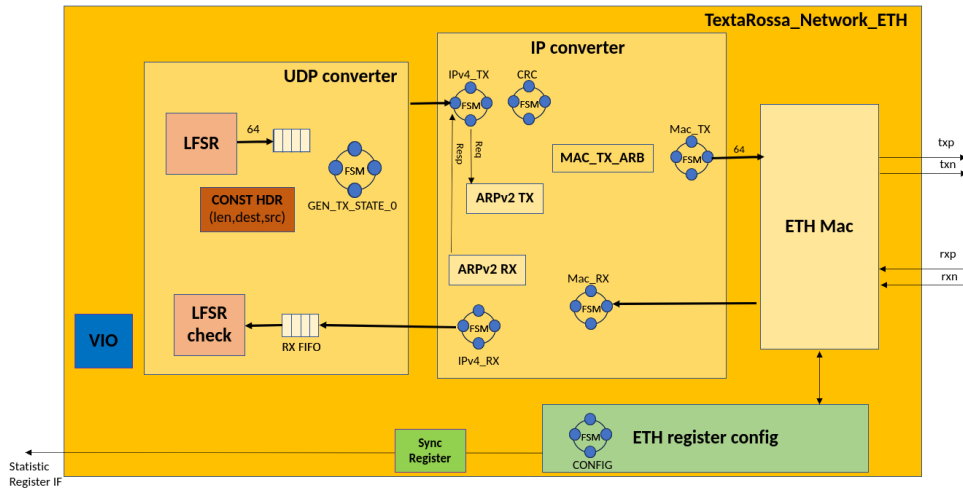 TextaRossa_Network_ETH
IP converter
UDP converter
IPv4_TX
CRC
FSM
FSM
LFSR
64
FSM
GEN_TX_STATE_0
CONST HDR
(len,dest,src)
Resp
Req
MAC_TX_ARB
Mac_TX
FSM
64
ARPv2 TX
ARPv2 RX
ETH Mac
txp
txn
rxp
rxn
Mac_RX
FSM
LFSR
check
RX FIFO
FSM
IPv4_RX
VIO
Sync
Register
FSM
CONFIG
ETH register config
Statistic
Register IF